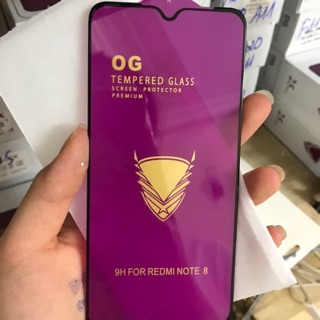 OG
TEMPERED GLASS
SCREEN PROTECTOR
PREMIUM
9H FOR REDMI NOTE 8